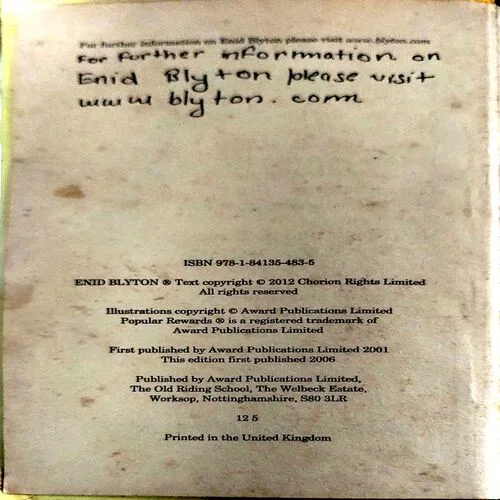 For further information on Enid Blyton please visit www.blyton.com
For further information on
Enid Blyton please visit
www blyton. com
ISBN 978-1-84135-483-5
ENID BLYTON ® Text copyright © 2012 Chorion Rights Limited
All rights reserved
Illustrations copyright © Award Publications Limited
Popular Rewards ® is a registered trademark of
Award Publications Limited
First published by Award Publications Limited 2001
This edition first published 2006
Published by Award Publications Limited,
The Old Riding School, The Welbeck Estate,
Worksop, Nottinghamshire, S80 3LR
12 5
Printed in the United Kingdom